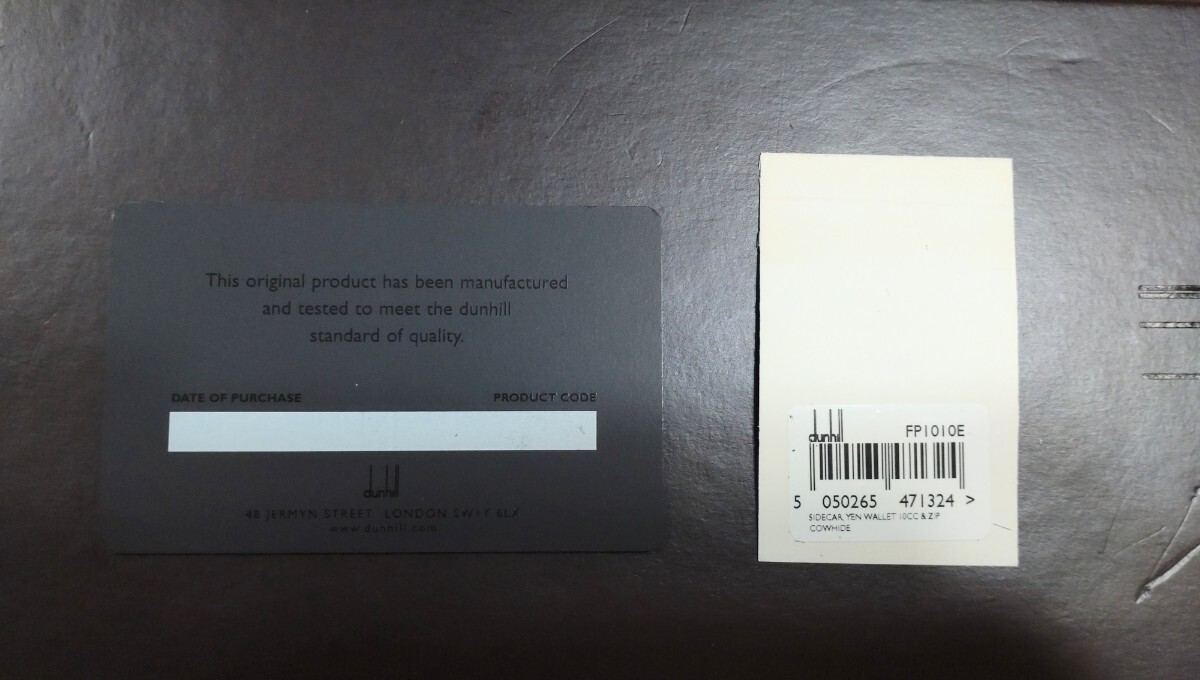 This original product has been manufactured
and tested to meet the dunhill
standard of quality.
DATE OF PURCHASE PRODUCT CODE
dunhill
48 JERMYN STREET LONDON SW1Y 6LX
www.dunhill.com
dunhill FP1010E
5 050265 471324 >
SIDECAR YEN WALLET 10CC & ZIP
COWHIDE